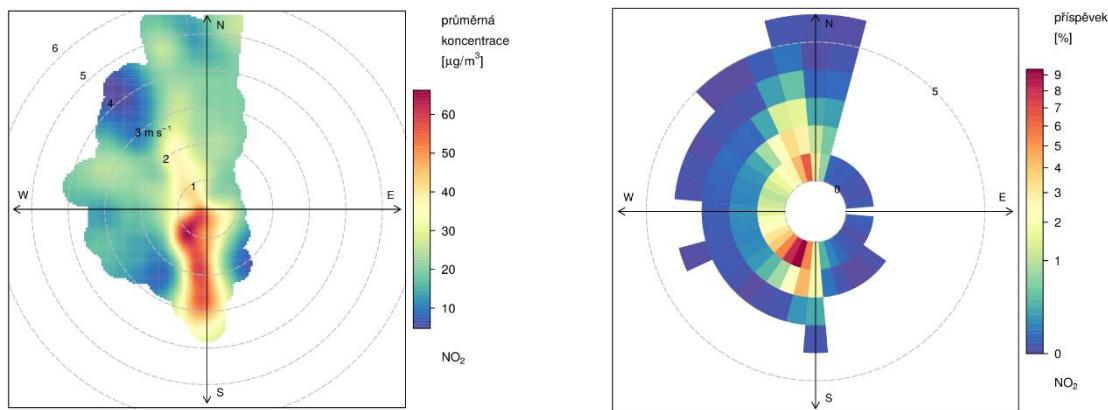 N
6
5
4
3 m s⁻¹
2
1
W
E
S
průměrná
koncentrace
[µg/m³]
60
50
40
30
20
10
NO₂
N
5
0
W
E
S
příspěvek
[%]
9
8
7
6
5
4
3
2
1
0
NO₂